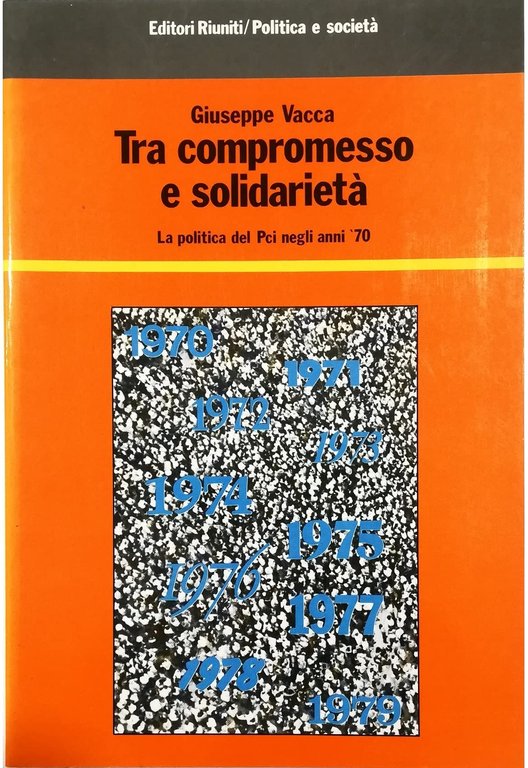 Editori Riuniti/Politica e società
Giuseppe Vacca
Tra compromesso
e solidarietà
La politica del Pci negli anni '70
1970
1971
1972
1973
1974
1975
1976
1977
1978
1979